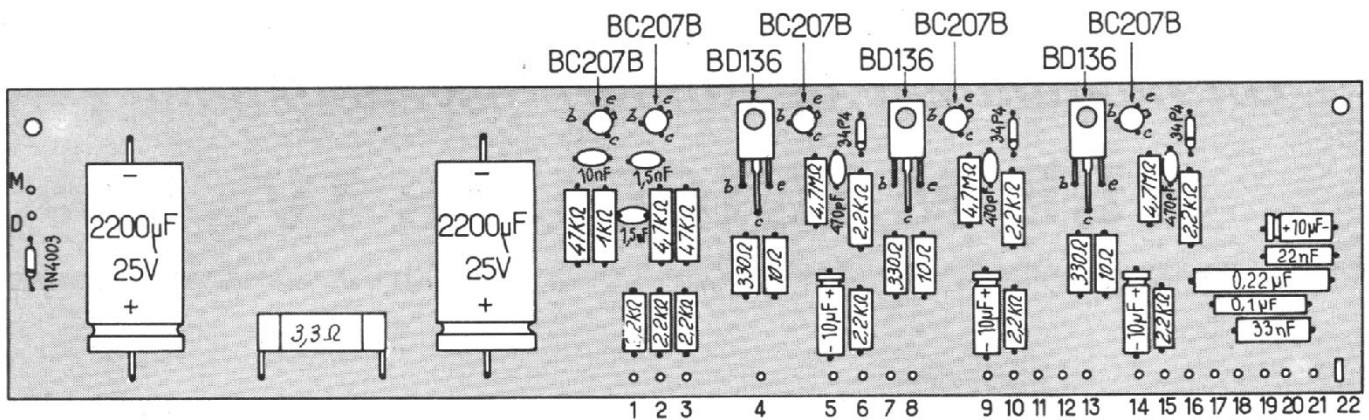 BC207B
BC207B
BC207B
BC207B
BC207B
BD136
BD136
BD136
e
e
e
e
e
b
b
b
b
b
c
c
c
c
c
34P4
34P4
34P4
M
D
1N4003
−
2200µF
25V
+
3,3Ω
−
2200µF
25V
+
10nF
1,5nF
1,5nF
47KΩ
1KΩ
4,7KΩ
47KΩ
2,2KΩ
2,2KΩ
b
e
c
330Ω
10Ω
4,7MΩ
470pF
2,2KΩ
-10µF+
2,2KΩ
b
e
c
330Ω
10Ω
4,7MΩ
470pF
2,2KΩ
-10µF+
2,2KΩ
b
e
c
330Ω
10Ω
4,7MΩ
470pF
2,2KΩ
-10µF+
2,2KΩ
+10µF-
22nF
0,22µF
0,1µF
33nF
1 2 3 4 5 6 7 8 9 10 11 12 13 14 15 16 17 18 19 20 21 22